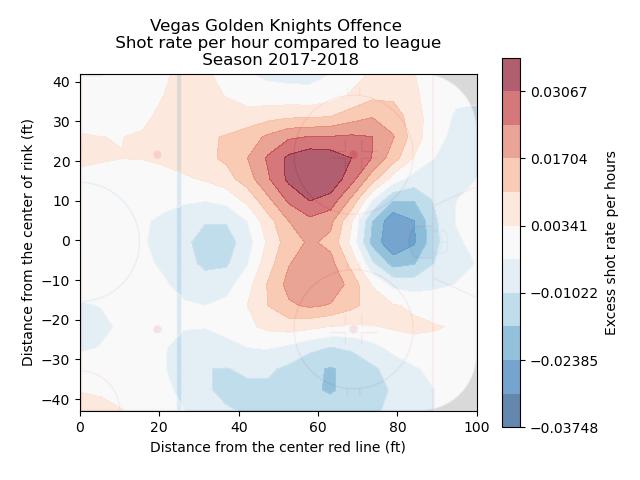 Vegas Golden Knights Offence
Shot rate per hour compared to league
Season 2017-2018
40
30
20
10
0
−10
−20
−30
−40
Distance from the center of rink (ft)
0 20 40 60 80 100
Distance from the center red line (ft)
0.03067
0.01704
0.00341
−0.01022
−0.02385
−0.03748
Excess shot rate per hours